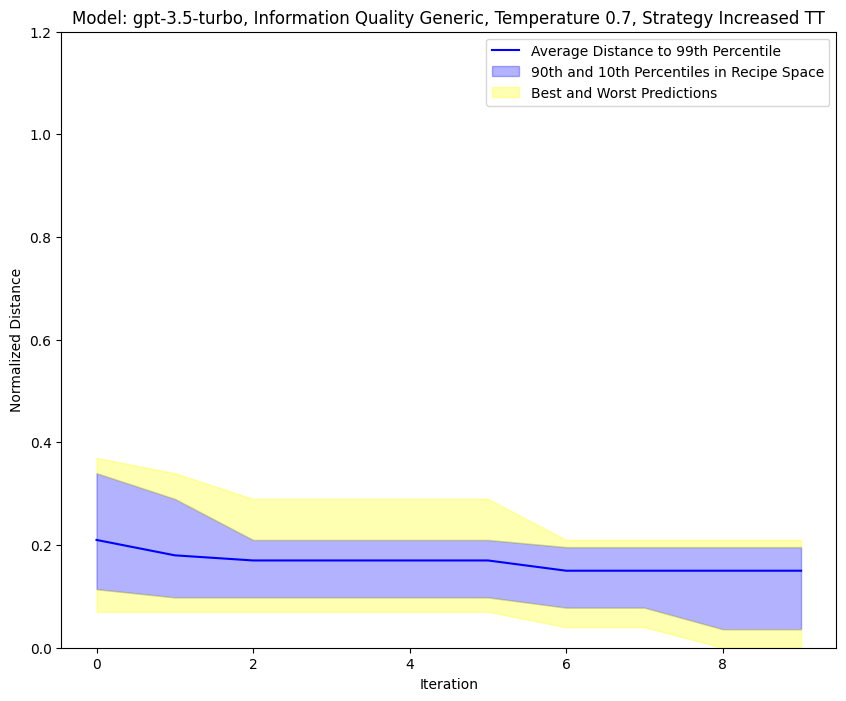 Model: gpt-3.5-turbo, Information Quality Generic, Temperature 0.7, Strategy Increased TT
Average Distance to 99th Percentile
90th and 10th Percentiles in Recipe Space
Best and Worst Predictions
1.2
1.0
0.8
0.6
0.4
0.2
0.0
Normalized Distance
0 2 4 6 8
Iteration